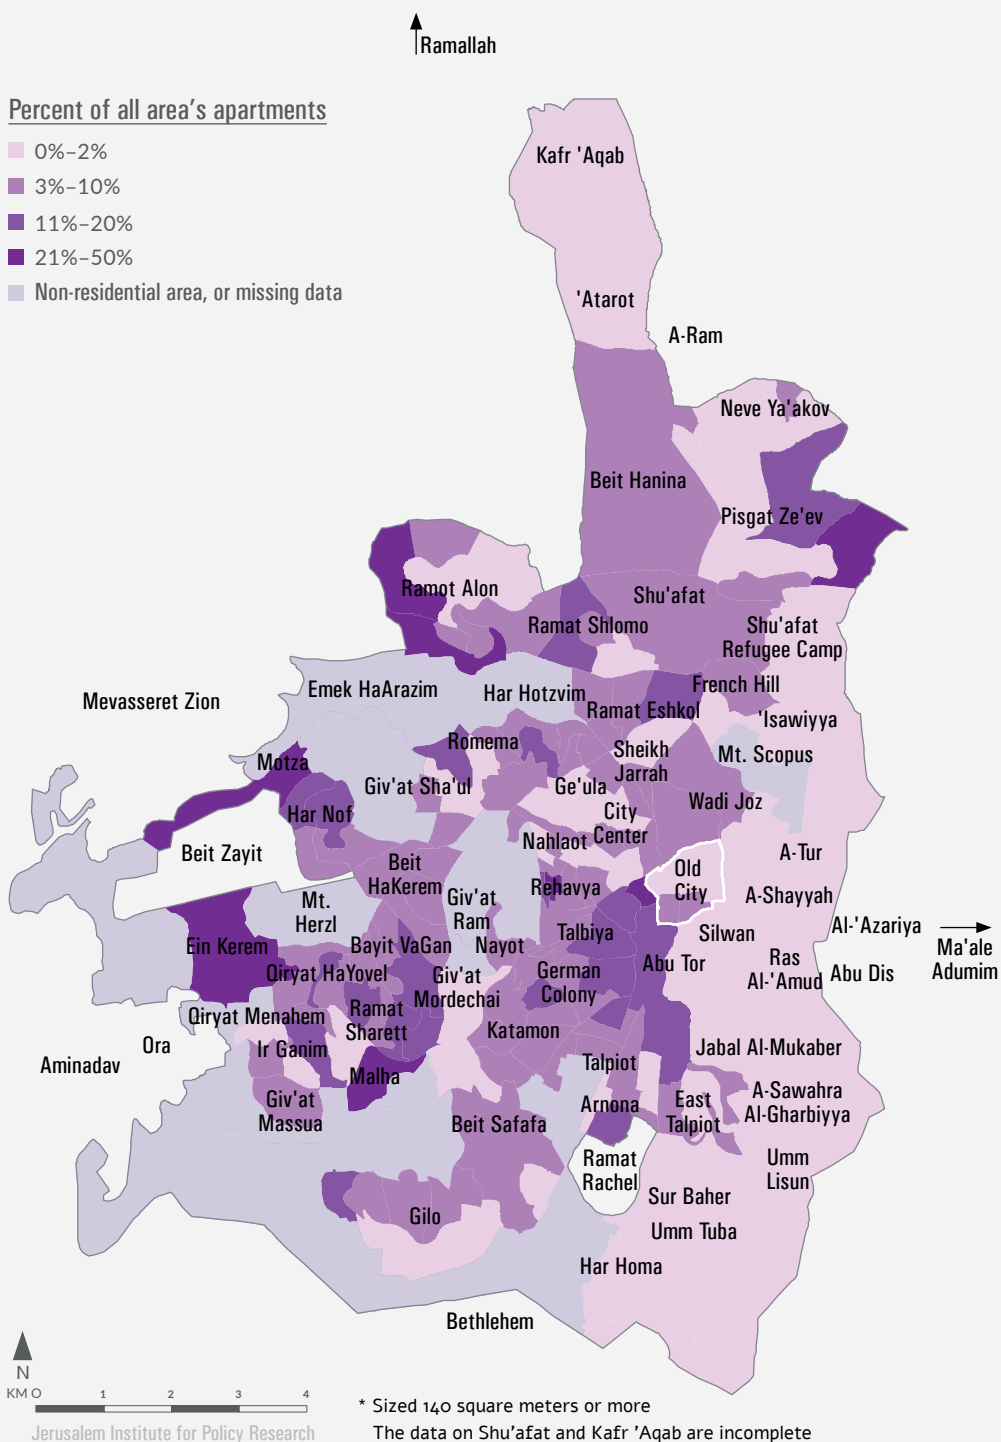 Ramallah
Percent of all area's apartments
0%–2%
3%–10%
11%–20%
21%–50%
Non-residential area, or missing data
Kafr 'Aqab
'Atarot
A-Ram
Neve Ya'akov
Beit Hanina
Pisgat Ze'ev
Ramot Alon
Shu'afat
Ramat Shlomo
Shu'afat
Refugee Camp
French Hill
Emek HaArazim
Har Hotzvim
Mevasseret Zion
Ramat Eshkol
'Isawiyya
Romema
Sheikh
Jarrah
Mt. Scopus
Motza
Giv'at Sha'ul
Ge'ula
Wadi Joz
Har Nof
City
Center
Nahlaot
Beit Zayit
Beit
HaKerem
A-Tur
Old
City
Rehavya
Mt.
Herzl
Giv'at
Ram
A-Shayyah
Al-'Azariya
Ein Kerem
Bayit VaGan
Nayot
Talbiya
Silwan
Ma'ale
Adumim
Abu Tor
Ras
Al-'Amud
Abu Dis
Qiryat HaYovel
Giv'at
Mordechai
German
Colony
Qiryat Menahem
Ramat
Sharett
Katamon
Ora
Ir Ganim
Jabal Al-Mukaber
Aminadav
Malha
Talpiot
A-Sawahra
Al-Gharbiyya
Giv'at
Massua
Arnona
East
Talpiot
Beit Safafa
Ramat
Rachel
Umm
Lisun
Sur Baher
Gilo
Umm Tuba
Har Homa
Bethlehem
N
KM 0 1 2 3 4
* Sized 140 square meters or more
The data on Shu'afat and Kafr 'Aqab are incomplete
Jerusalem Institute for Policy Research